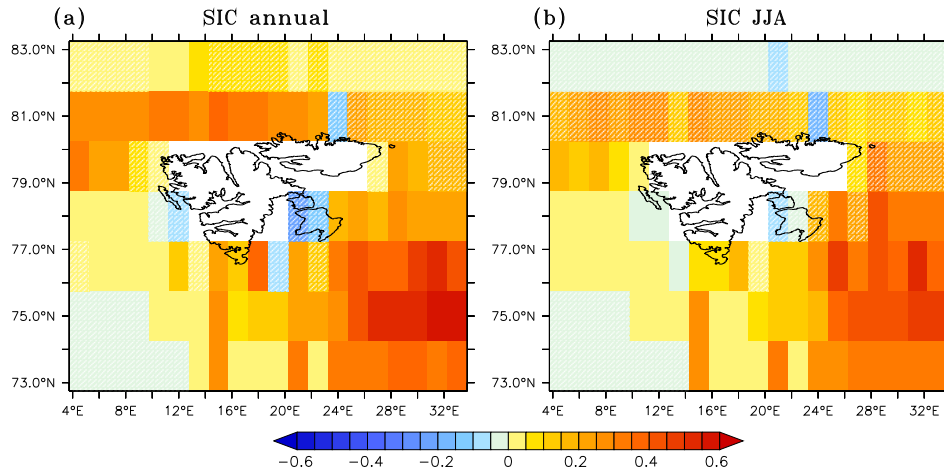 (a) SIC annual (b) SIC JJA
83.0°N 83.0°N
81.0°N 81.0°N
79.0°N 79.0°N
77.0°N 77.0°N
75.0°N 75.0°N
73.0°N 73.0°N
4°E 8°E 12°E 16°E 20°E 24°E 28°E 32°E 4°E 8°E 12°E 16°E 20°E 24°E 28°E 32°E
−0.6 −0.4 −0.2 0 0.2 0.4 0.6